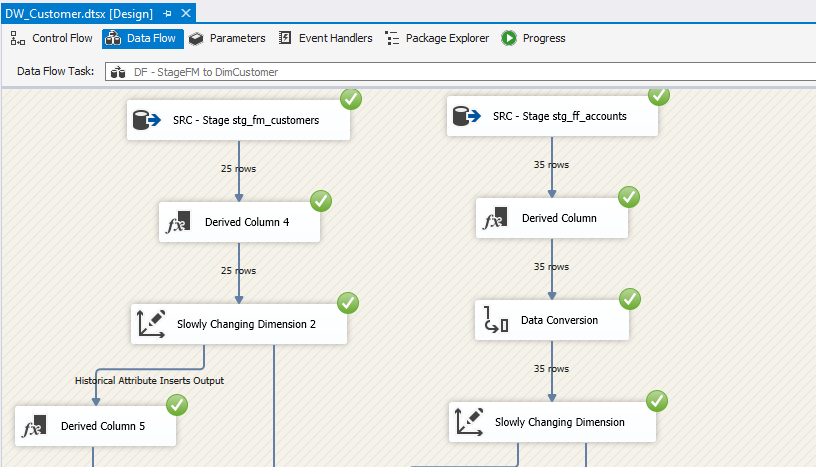 DW_Customer.dtsx [Design]
Control Flow
Data Flow
Parameters
Event Handlers
Package Explorer
Progress
Data Flow Task:
DF - StageFM to DimCustomer
SRC - Stage stg_fm_customers
25 rows
Derived Column 4
25 rows
Slowly Changing Dimension 2
Historical Attribute Inserts Output
Derived Column 5
SRC - Stage stg_ff_accounts
35 rows
Derived Column
35 rows
Data Conversion
35 rows
Slowly Changing Dimension